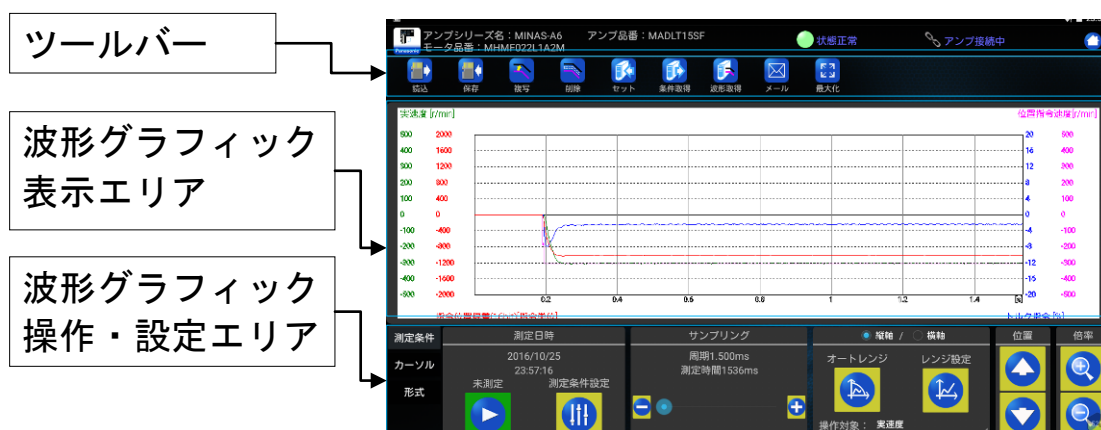 ツールバー
波形グラフィック
表示エリア
波形グラフィック
操作・設定エリア
Panasonic
アンプシリーズ名：MINAS-A6 アンプ品番：MADLT15SF
モータ品番：MHMF022L1A2M
状態正常
アンプ接続中
読込 保存 複写 削除 セット 条件取得 波形取得 メール 最大化
実速度 [r/min] 位置指令速度[r/min]
500 2000 20 500
400 1600 16 400
300 1200 12 300
200 800 8 200
100 400 4 100
0 0 0 0
-100 -400 -4 -100
-200 -800 -8 -200
-300 -1200 -12 -300
-400 -1600 -16 -400
-500 -2000 -20 -500
0.2 0.4 0.6 0.8 1 1.2 1.4 [s]
トルク指令 [%]
測定条件
カーソル
形式
測定日時
2016/10/25
23:57:16
未測定 測定条件設定
サンプリング
周期1.500ms
測定時間1536ms
縦軸 / 横軸
オートレンジ レンジ設定
操作対象： 実速度
位置 倍率